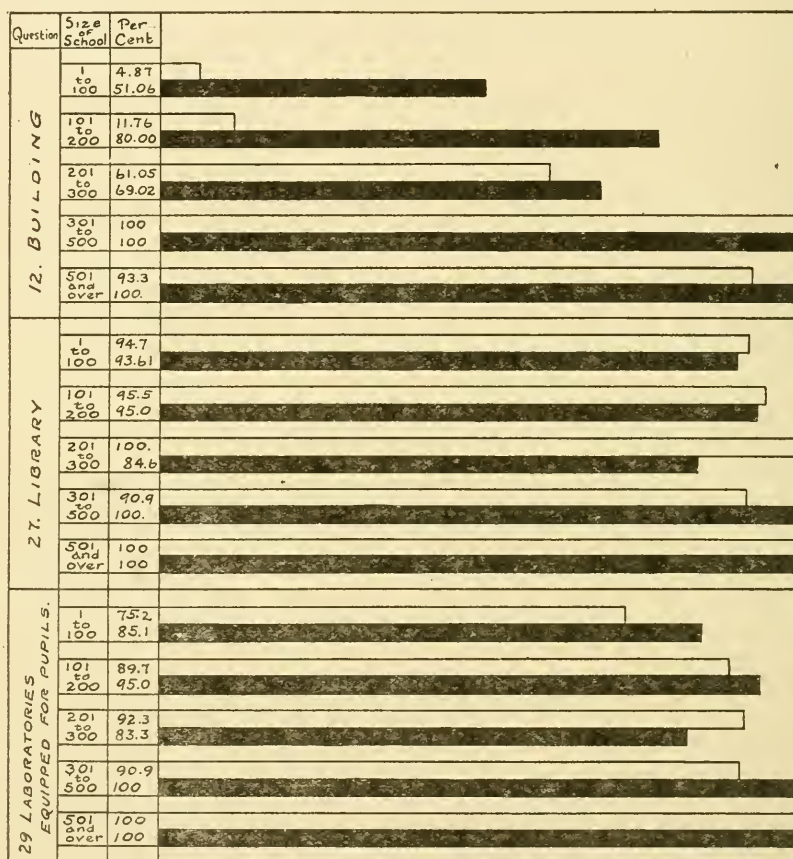 Question Size of School Per Cent
12. BUILDING
1 to 100 4.87 51.06
101 to 200 11.76 80.00
201 to 300 61.05 69.02
301 to 500 100 100
501 and over 93.3 100.
27. LIBRARY
1 to 100 94.7 93.61
101 to 200 95.5 95.0
201 to 300 100. 84.6
301 to 500 90.9 100.
501 and over 100 100
29 LABORATORIES
EQUIPPED FOR PUPILS.
1 to 100 75.2 85.1
101 to 200 89.7 95.0
201 to 300 92.3 83.3
301 to 500 90.9 100
501 and over 100 100